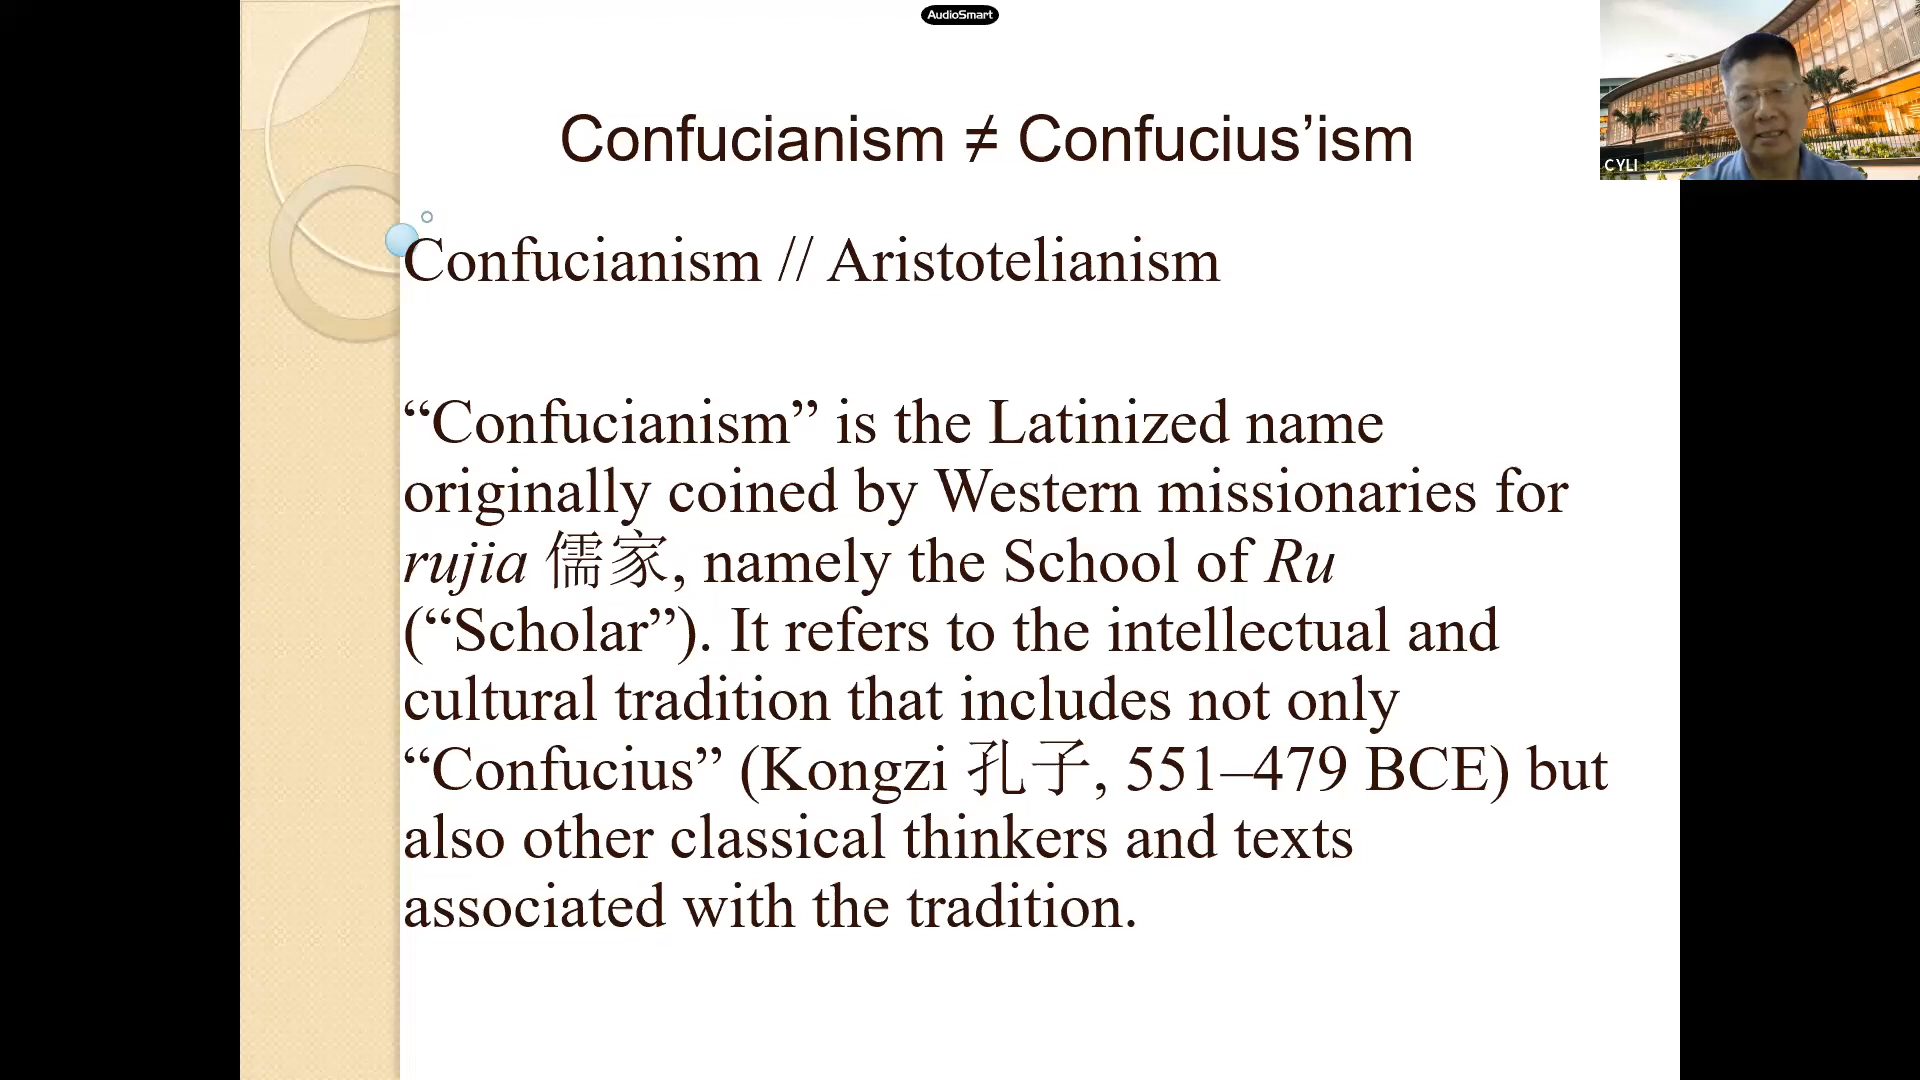 AudioSmart
Confucianism ≠ Confucius’ism
CYLI
Confucianism // Aristotelianism
“Confucianism” is the Latinized name
originally coined by Western missionaries for
rujia 儒家, namely the School of Ru
(“Scholar”). It refers to the intellectual and
cultural tradition that includes not only
“Confucius” (Kongzi 孔子, 551–479 BCE) but
also other classical thinkers and texts
associated with the tradition.